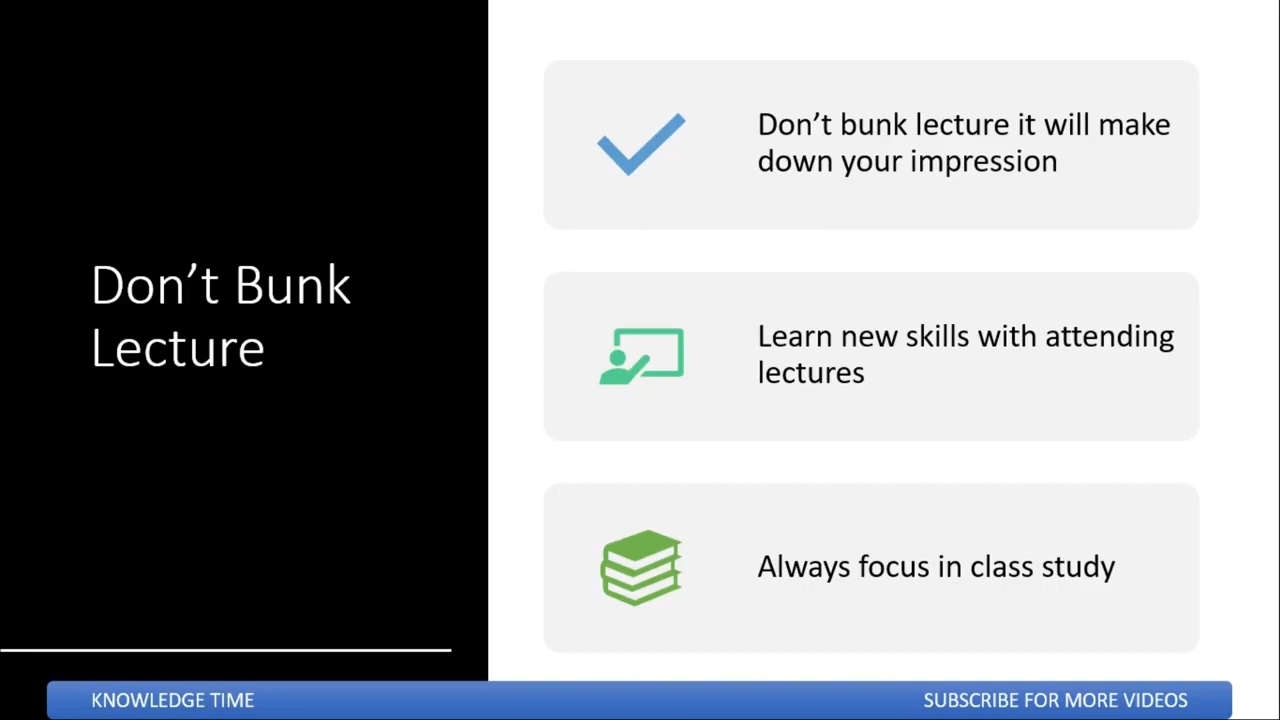 Don’t Bunk
Lecture
Don’t bunk lecture it will make
down your impression
Learn new skills with attending
lectures
Always focus in class study
KNOWLEDGE TIME
SUBSCRIBE FOR MORE VIDEOS